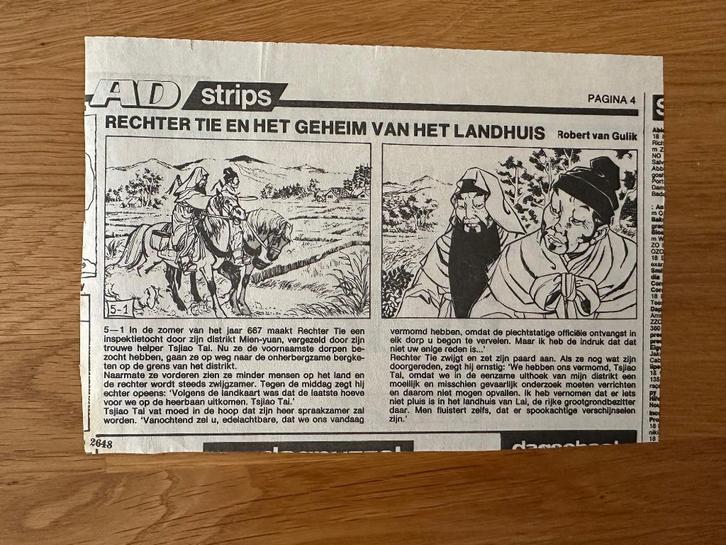 AD strips
PAGINA 4
RECHTER TIE EN HET GEHEIM VAN HET LANDHUIS Robert van Gulik
5-1
5—1 In de zomer van het jaar 667 maakt Rechter Tie een
inspektietocht door zijn distrikt Mien-yuan, vergezeld door zijn
trouwe helper Tsjiao Tai. Nu ze de voornaamste dorpen be-
zocht hebben, gaan ze op weg naar de onherbergzame bergke-
ten op de grens van het distrikt.
Naarmate ze vorderen zien ze minder mensen op het land en
de rechter wordt steeds zwijgzamer. Tegen de middag zegt hij
echter opeens: 'Volgens de landkaart was dat de laatste hoeve
voor we op de heerbaan uitkomen. Tsjiao Tai.'
Tsjiao Tai vat moed in de hoop dat zijn heer spraakzamer zal
worden. 'Vanochtend zei u, edelachtbare, dat we ons vandaag
vermomd hebben, omdat de plechtstatige officiële ontvangst in
elk dorp u begon te vervelen. Maar ik heb de indruk dat dat
niet uw enige reden is...'
Rechter Tie zwijgt en zet zijn paard aan. Als ze nog wat zijn
doorgereden, zegt hij ernstig: 'We hebben ons vermomd, Tsjiao
Tai, omdat we in de eenzame uithoek van mijn distrikt een
moeilijk en misschien gevaarlijk onderzoek moeten verrichten
en daarom niet mogen opvallen. Ik heb vernomen dat er iets
niet pluis is in het landhuis van Lai, de rijke grootgrondbezitter
daar. Men fluistert zelfs, dat er spookachtige verschijnselen
zijn.'
2648